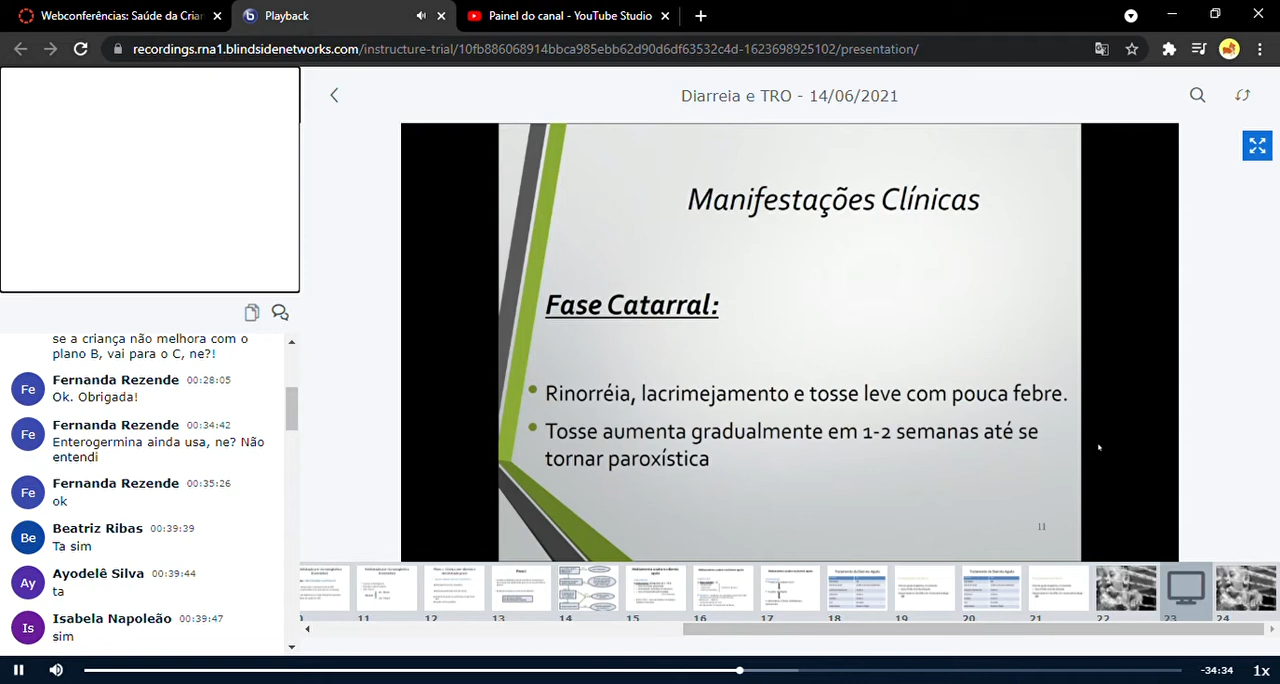 Webconferências: Saúde da Crian
Playback
Painel do canal - YouTube Studio
recordings.rna1.blindsidenetworks.com/instructure-trial/10fb886068914bbca985ebb62d90d6df63532c4d-1623698925102/presentation/
Diarreia e TRO - 14/06/2021
Manifestações Clínicas
Fase Catarral:
Rinorréia, lacrimejamento e tosse leve com pouca febre.
Tosse aumenta gradualmente em 1-2 semanas até se
tornar paroxística
11
se a criança não melhora com o
plano B, vai para o C, ne?!
Fe
Fernanda Rezende 00:28:05
Ok. Obrigada!
Fe
Fernanda Rezende 00:34:42
Enterogermina ainda usa, ne? Não
entendi
Fe
Fernanda Rezende 00:35:26
ok
Be
Beatriz Ribas 00:39:39
Ta sim
Ay
Ayodelê Silva 00:39:44
ta
Is
Isabela Napoleão 00:39:47
sim
11 12 13 14 15 16 17 18 19 20 21 22 23 24
-34:34 1x